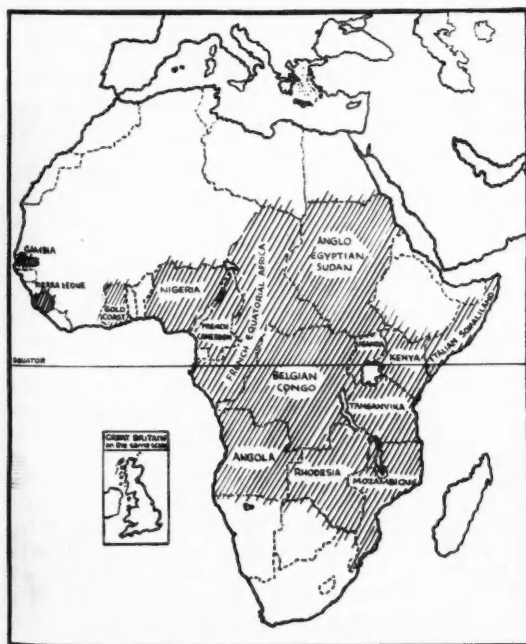 GAMBIA
SIERRA LEONE
GOLD
COAST
NIGERIA
FRENCH
CAMEROON
FRENCH EQUATORIAL AFRICA
ANGLO
EGYPTIAN
SUDAN
UGANDA
KENYA
ITALIAN SOMALILAND
EQUATOR
BELGIAN
CONGO
TANGANYIKA
ANGOLA
RHODESIA
MOZAMBIQUE
GREAT BRITAIN
on the same scale